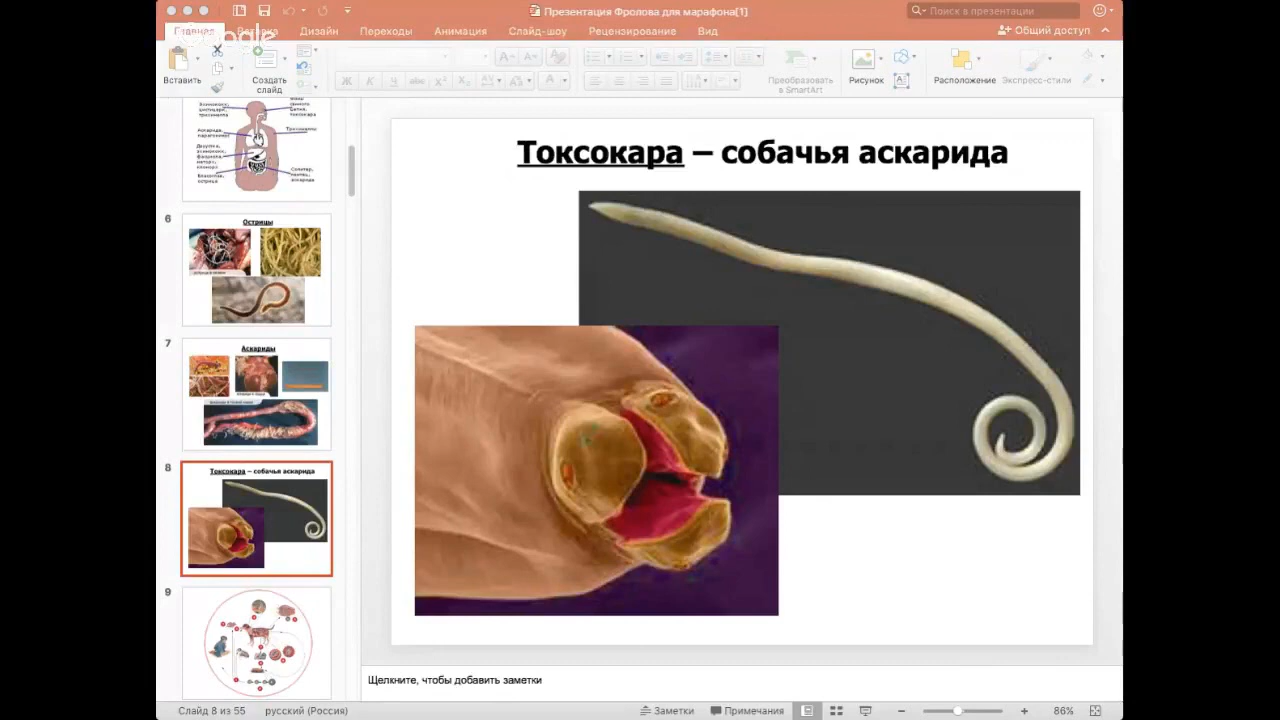 Презентация Фролова для марафона[1]
Поиск в презентации
Главная
Вставка
Дизайн
Переходы
Анимация
Слайд-шоу
Рецензирование
Вид
Общий доступ
Google
Вставить
Создать слайд
Преобразовать в SmartArt
Рисунок
Расположение
Экспресс-стили
6
Острицы
7
Аскариды
8
Токсокара – собачья аскарида
9
Токсокара – собачья аскарида
Щелкните, чтобы добавить заметки
Слайд 8 из 55
русский (Россия)
Заметки
Примечания
86%